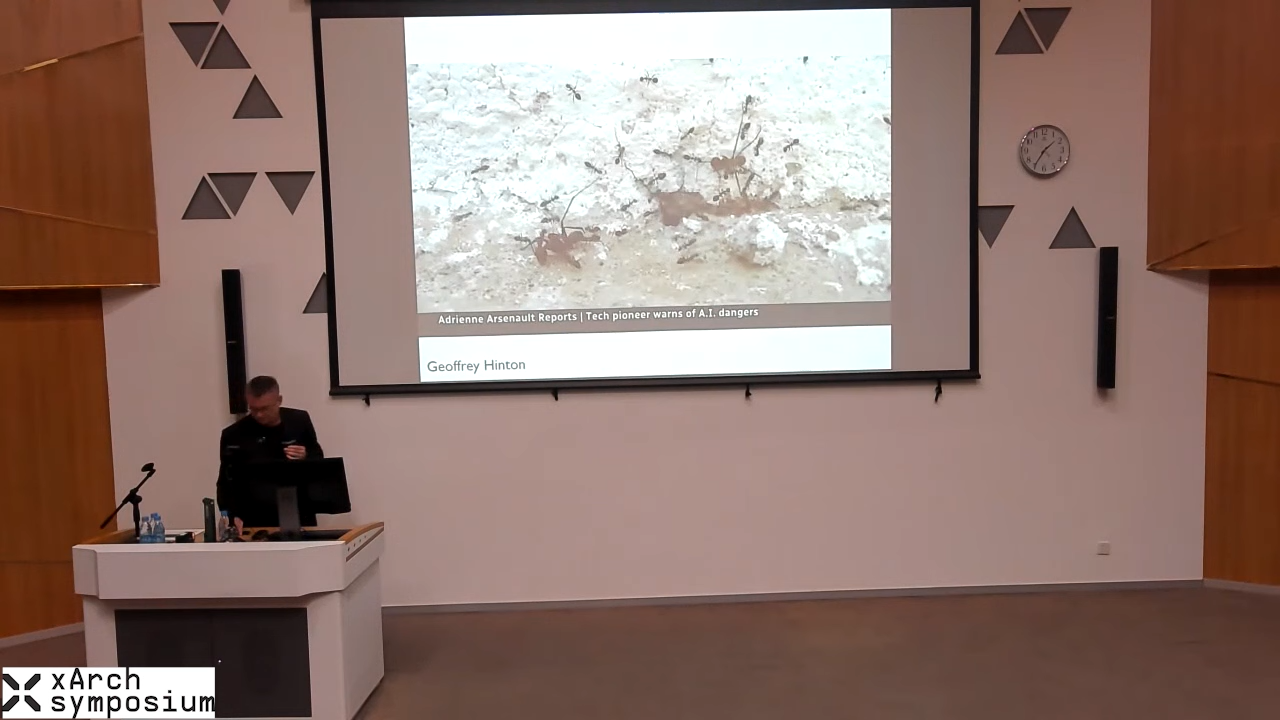 Adrienne Arsenault Reports | Tech pioneer warns of A.I. dangers
Geoffrey Hinton
xArch
symposium